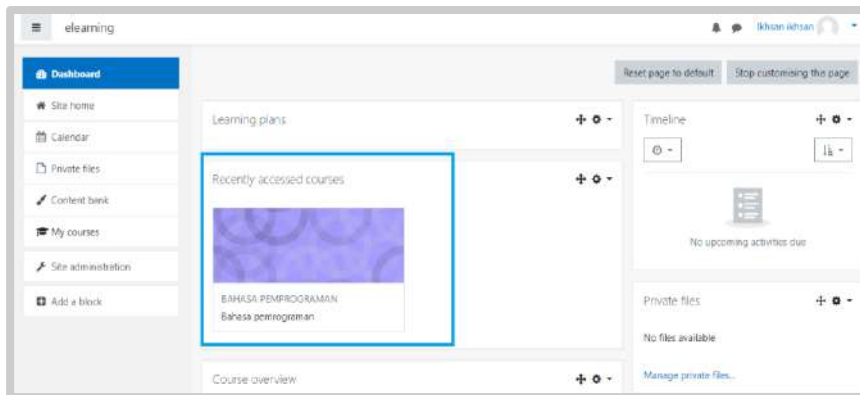 elearning
Ikhsan ikhsan
Dashboard
Site home
Calendar
Private files
Content bank
My courses
Site administration
Add a block
Reset page to default
Stop customising this page
Learning plans
Recently accessed courses
BAHASA PEMPROGRAMAN
Bahasa pemrograman
Course overview
Timeline
No upcoming activities due
Private files
No files available
Manage private files...